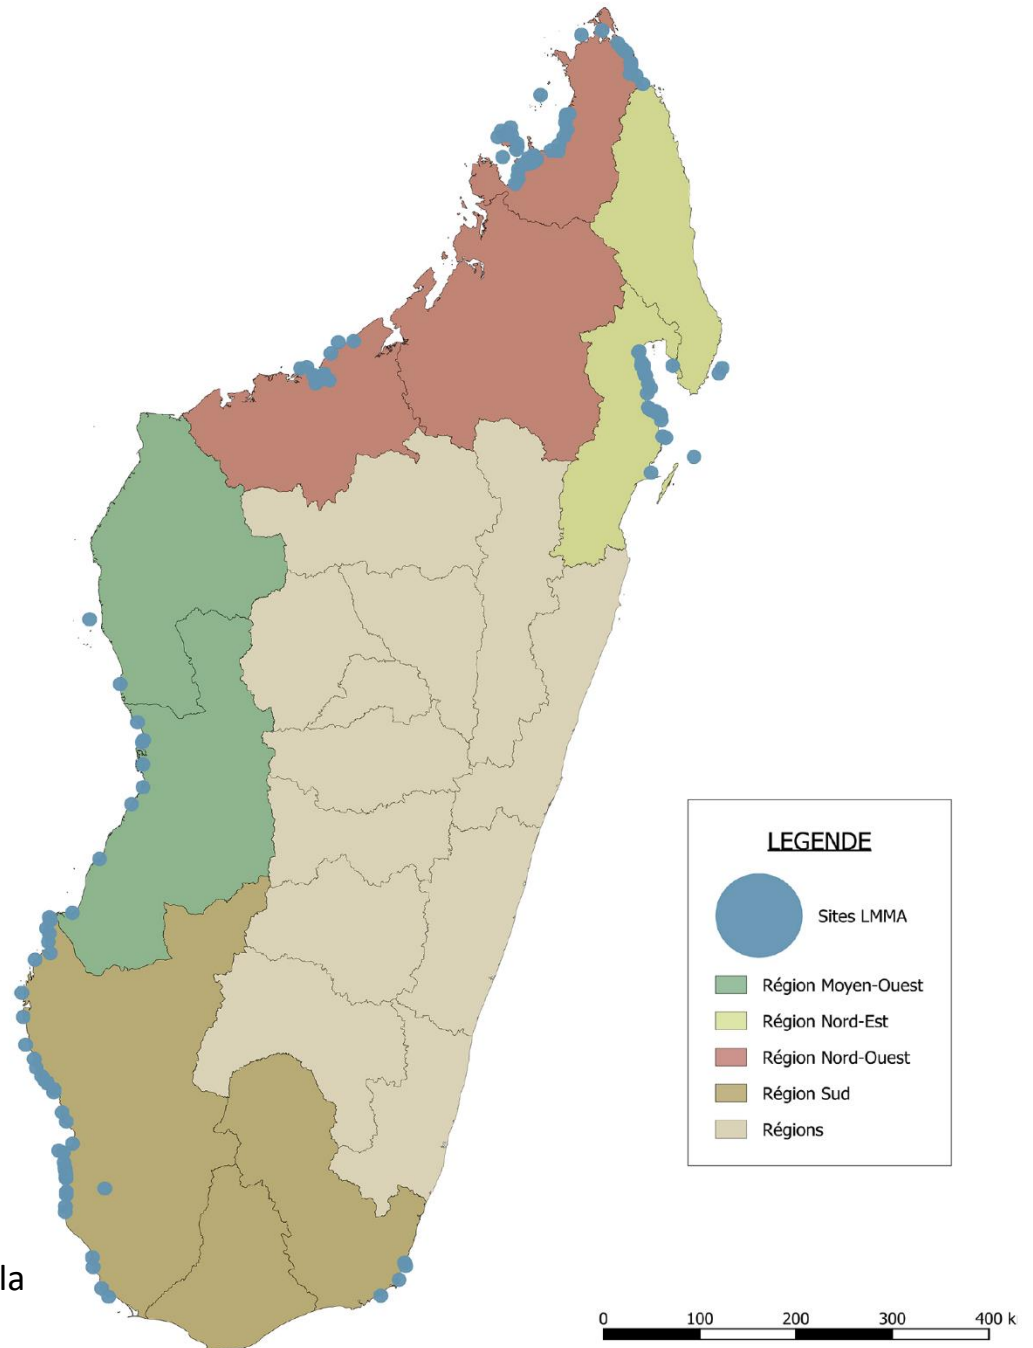 LEGENDE
Sites LMMA
Région Moyen-Ouest
Région Nord-Est
Région Nord-Ouest
Région Sud
Régions
la
0 100 200 300 400 k